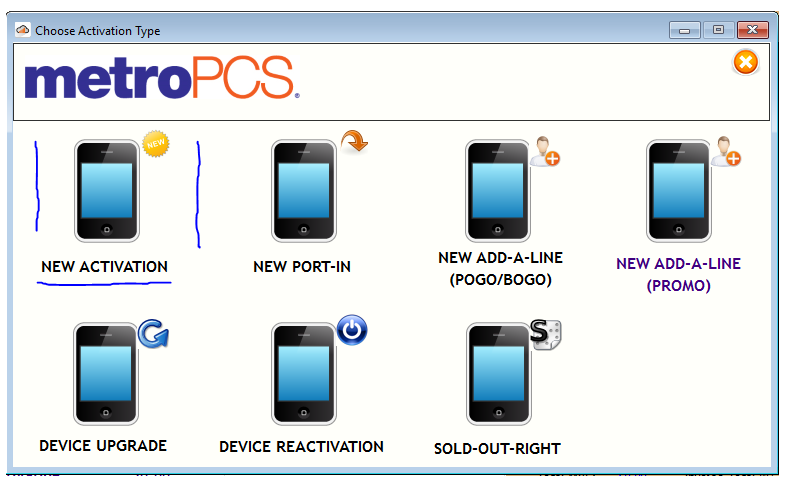 Choose Activation Type
metroPCS.
NEW
NEW ACTIVATION
NEW PORT-IN
NEW ADD-A-LINE
(POGO/BOGO)
NEW ADD-A-LINE
(PROMO)
S
DEVICE UPGRADE
DEVICE REACTIVATION
SOLD-OUT-RIGHT